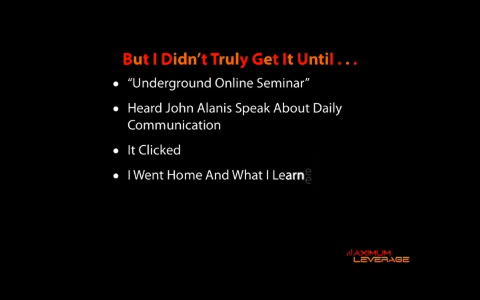 But I Didn't Truly Get It Until . . .
• "Underground Online Seminar"
• Heard John Alanis Speak About Daily
Communication
• It Clicked
• I Went Home And What I Learn
MAXIMUM
LEVERAGE